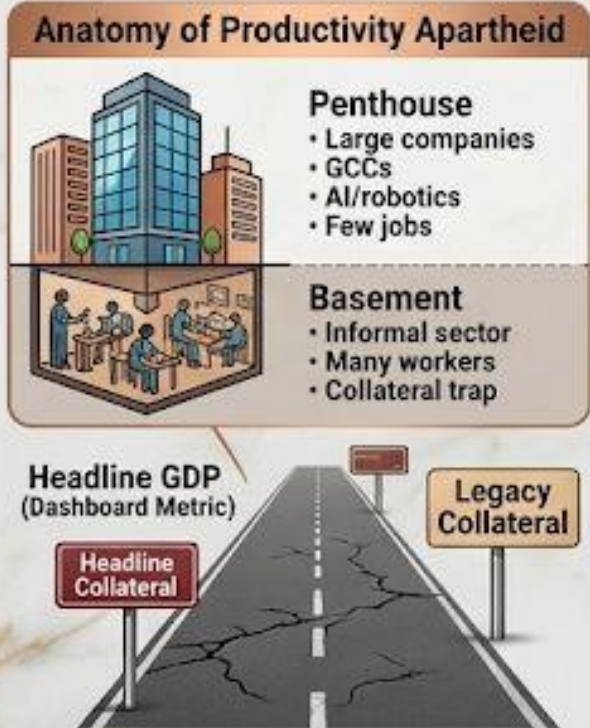 Anatomy of Productivity Apartheid
Penthouse
• Large companies
• GCCs
• AI/robotics
• Few jobs
Basement
• Informal sector
• Many workers
• Collateral trap
Headline GDP
(Dashboard Metric)
Legacy
Collateral
Headline
Collateral